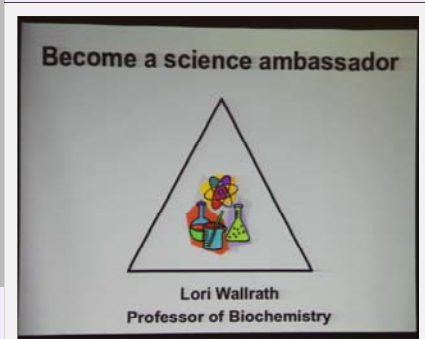 Become a science ambassador
Lori Wallrath
Professor of Biochemistry